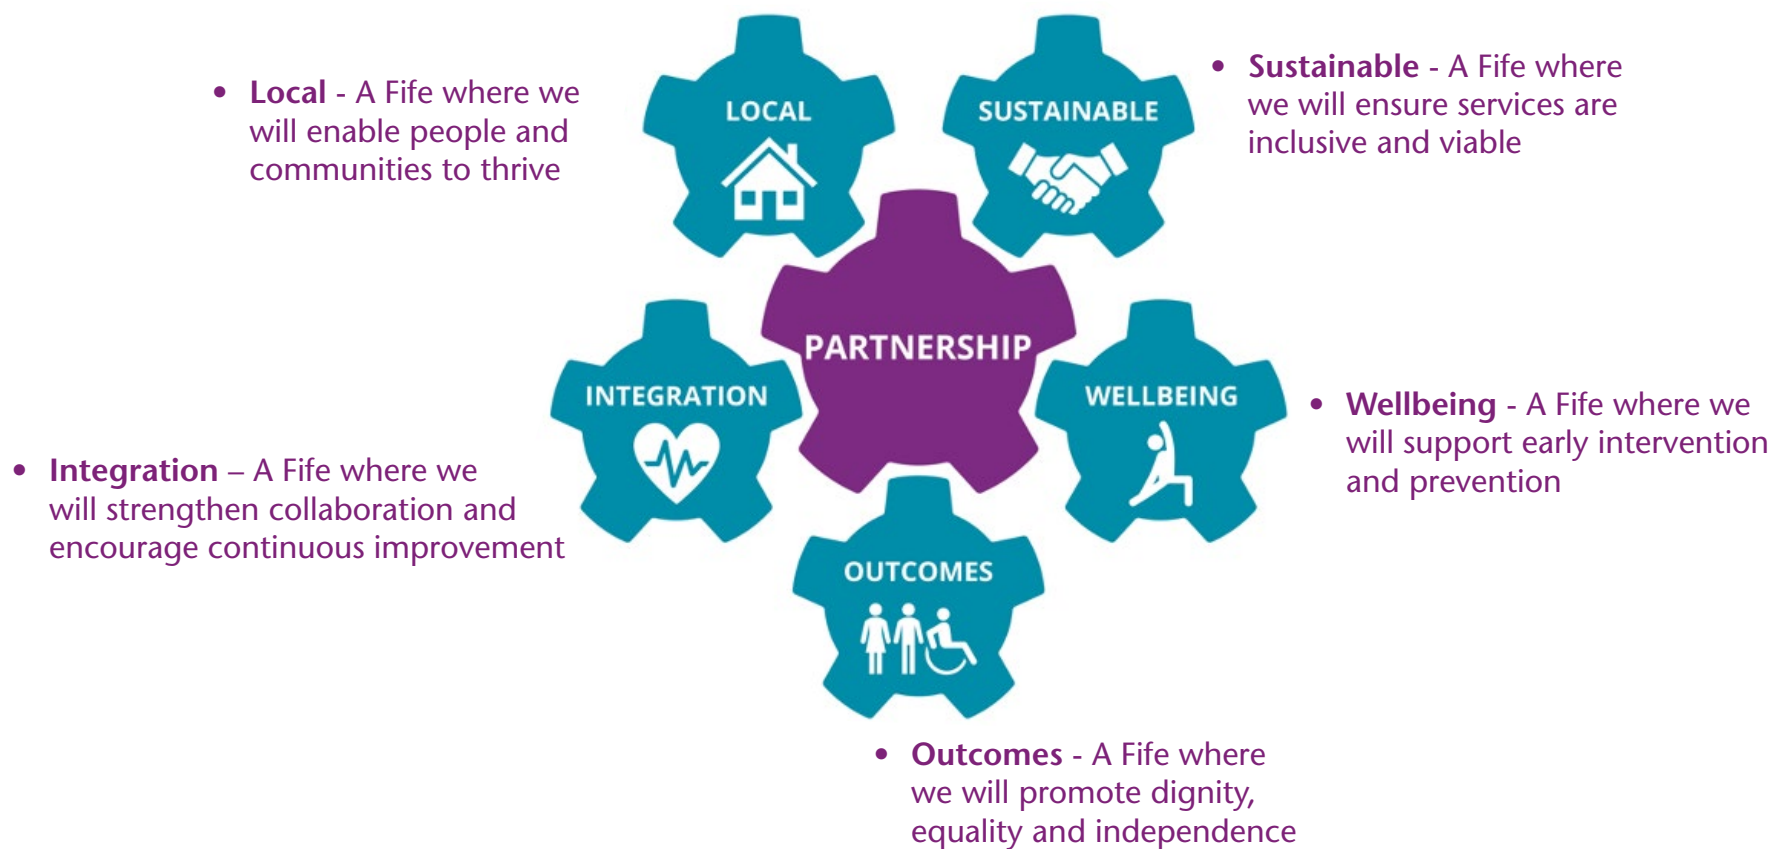 • Local - A Fife where we
will enable people and
communities to thrive
LOCAL
SUSTAINABLE
• Sustainable - A Fife where
we will ensure services are
inclusive and viable
PARTNERSHIP
INTEGRATION
• Integration – A Fife where we
will strengthen collaboration and
encourage continuous improvement
WELLBEING
• Wellbeing - A Fife where we
will support early intervention
and prevention
OUTCOMES
• Outcomes - A Fife where
we will promote dignity,
equality and independence